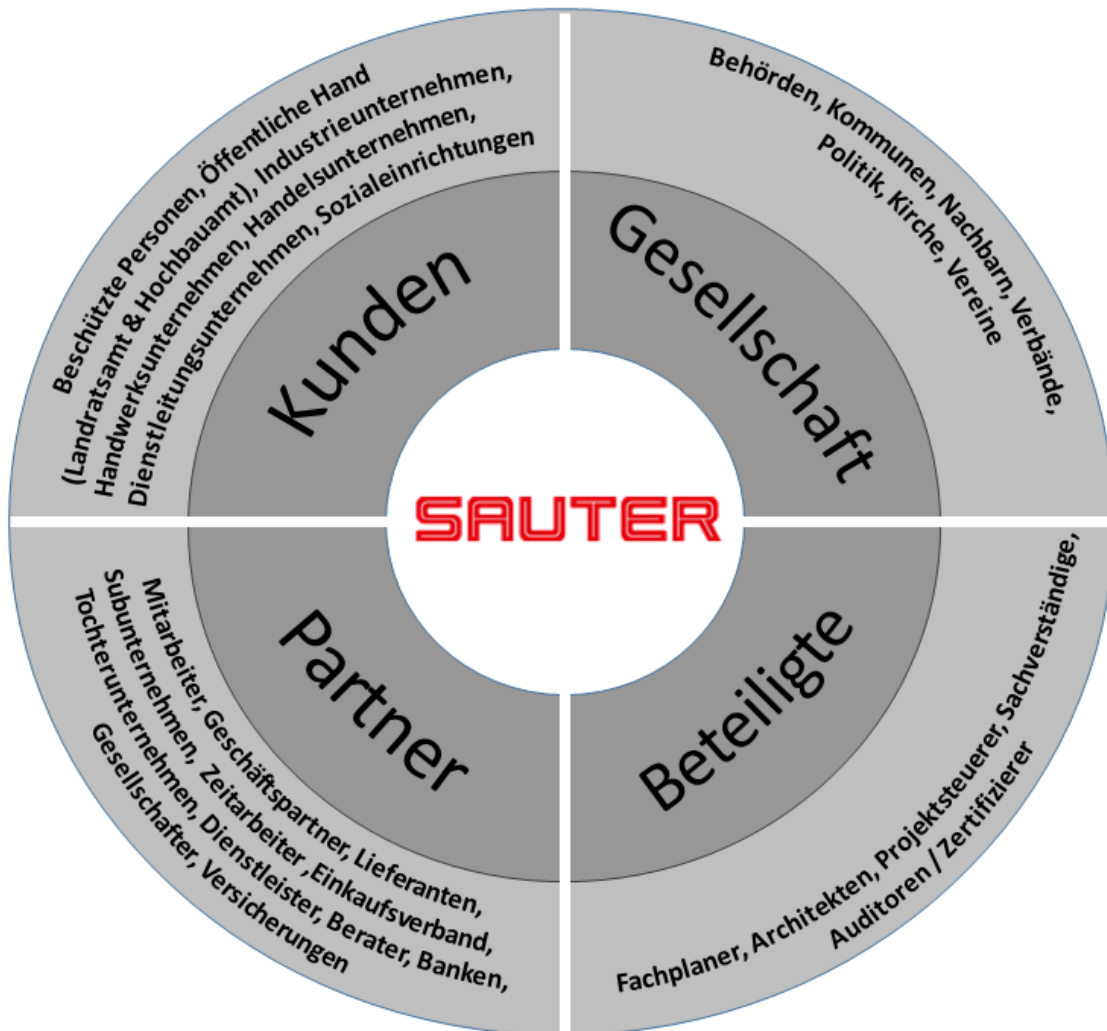 Beschützte Personen, Öffentliche Hand
(Landratsamt & Hochbauamt), Industrieunternehmen,
Handwerksunternehmen, Handelsunternehmen,
Dienstleitungsunternehmen, Sozialeinrichtungen
Kunden
Behörden, Kommunen, Nachbarn, Verbände,
Politik, Kirche, Vereine
Gesellschaft
SAUTER
Partner
Mitarbeiter, Geschäftspartner, Lieferanten,
Subunternehmen, Zeitarbeiter ,Einkaufsverband,
Tochterunternehmen, Dienstleister, Berater, Banken,
Gesellschafter, Versicherungen
Beteiligte
Fachplaner, Architekten, Projektsteuerer, Sachverständige,
Auditoren / Zertifizierer